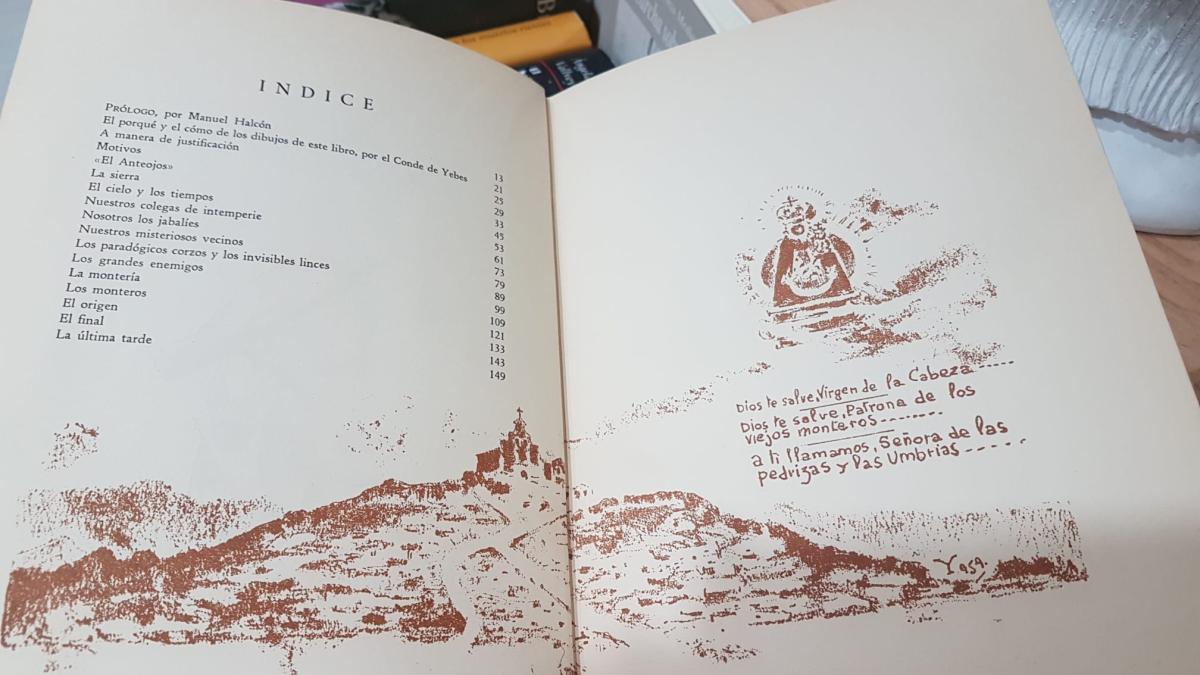 INDICE
PRÓLOGO, por Manuel Halcón 13
El porqué y el cómo de los dibujos de este libro, por el Conde de Yebes 21
A manera de justificación 25
Motivos 29
«El Anteojos» 33
La sierra 45
El cielo y los tiempos 53
Nuestros colegas de intemperie 61
Nosotros los jabalíes 73
Nuestros misteriosos vecinos 79
Los paradógicos corzos y los invisibles linces 89
Los grandes enemigos 99
La montería 109
Los monteros 121
El origen 133
El final 143
La última tarde 149
Dios te salve, Virgen de la Cabeza-----
Dios te salve, Patrona de los
viejos monteros--------
a ti llamamos, Señora de las
pedrizas y las Umbrias-----